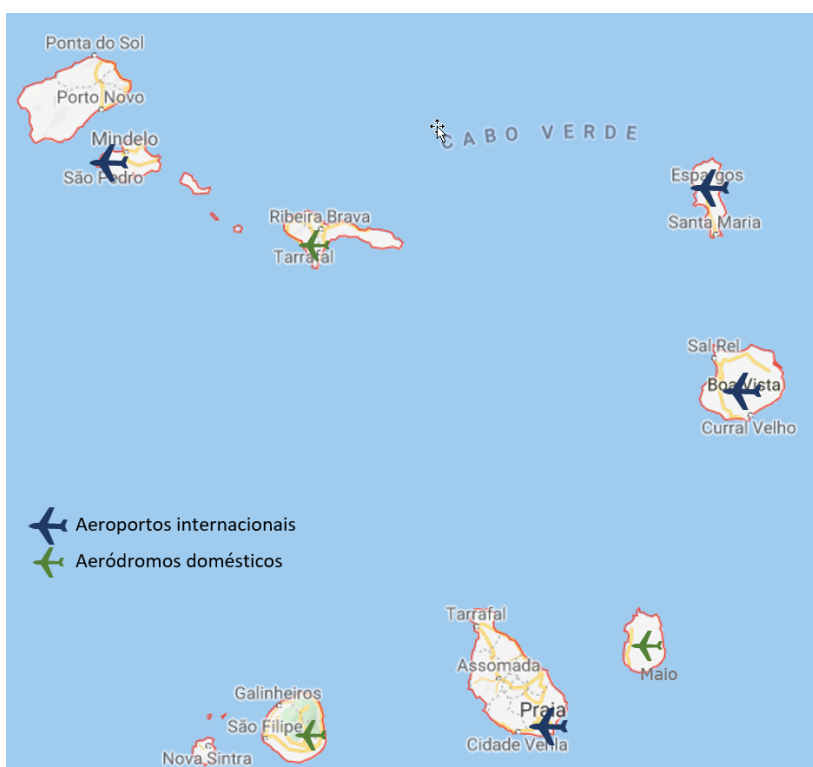 Ponta do Sol
Porto Novo
Mindelo
São Pedro
CABO VERDE
Espargos
Santa Maria
Ribeira Brava
Tarrafal
Sal Rei
Boa Vista
Curral Velho
Aeroportos internacionais
Aeródromos domésticos
Tarrafal
Assomada
Maio
Praia
Cidade Velha
Galinheiros
São Filipe
Nova Sintra